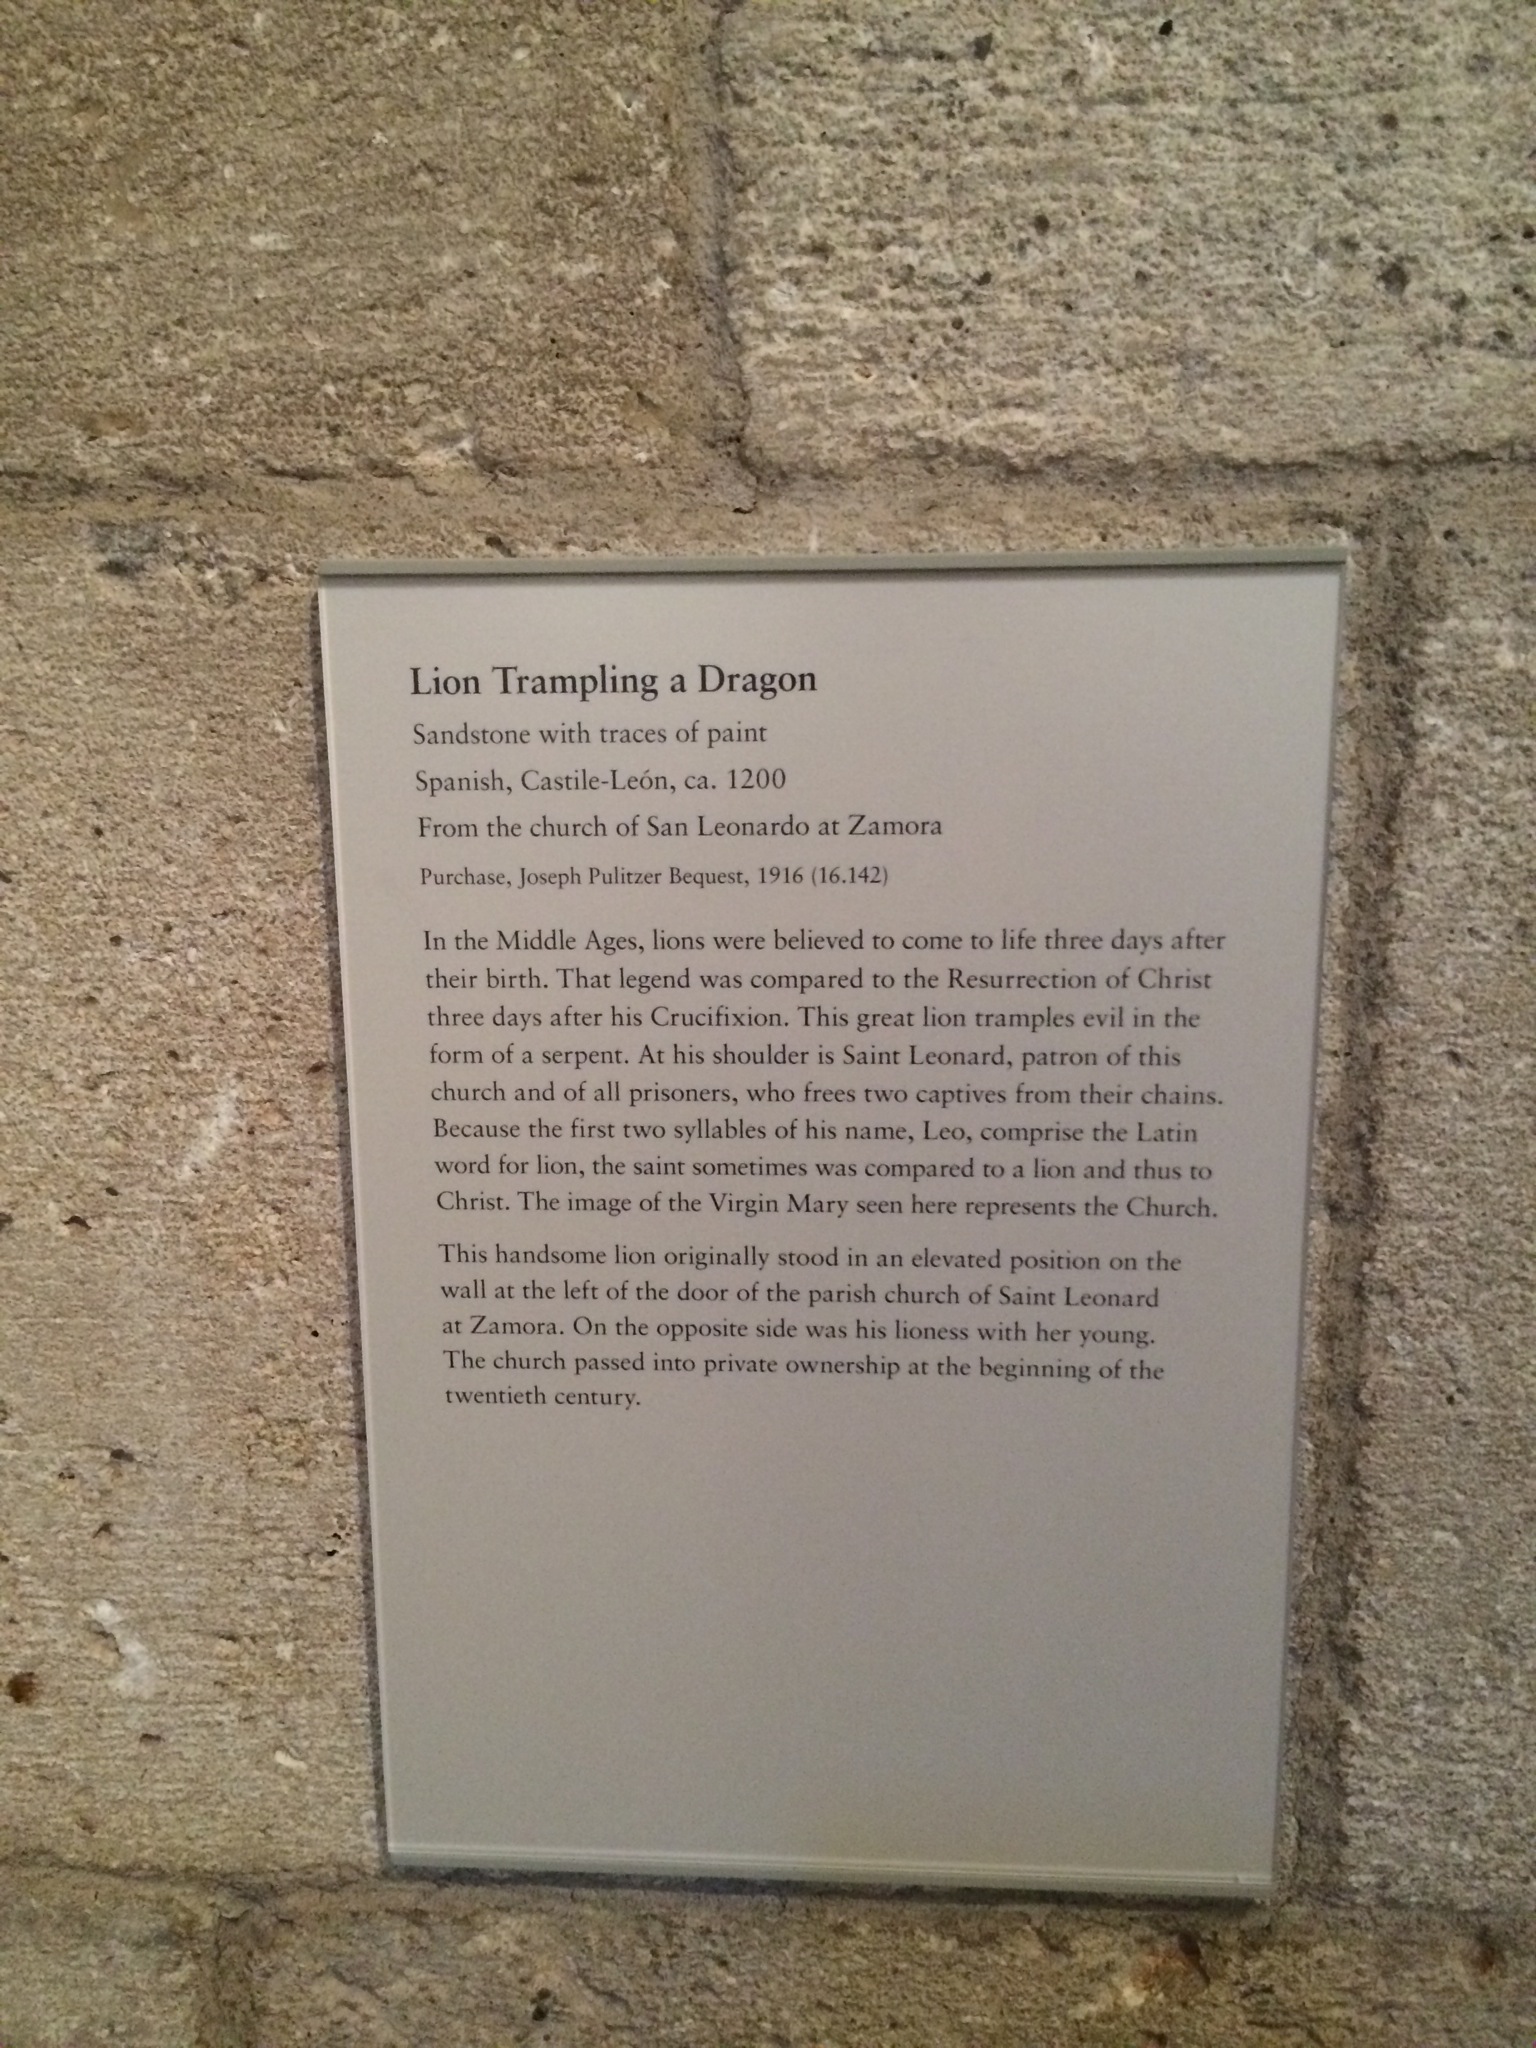 Lion Trampling a Dragon
Sandstone with traces of paint
Spanish, Castile-León, ca. 1200
From the church of San Leonardo at Zamora
Purchase, Joseph Pulitzer Bequest, 1916 (16.142)
In the Middle Ages, lions were believed to come to life three days after
their birth. That legend was compared to the Resurrection of Christ
three days after his Crucifixion. This great lion tramples evil in the
form of a serpent. At his shoulder is Saint Leonard, patron of this
church and of all prisoners, who frees two captives from their chains.
Because the first two syllables of his name, Leo, comprise the Latin
word for lion, the saint sometimes was compared to a lion and thus to
Christ. The image of the Virgin Mary seen here represents the Church.
This handsome lion originally stood in an elevated position on the
wall at the left of the door of the parish church of Saint Leonard
at Zamora. On the opposite side was his lioness with her young.
The church passed into private ownership at the beginning of the
twentieth century.